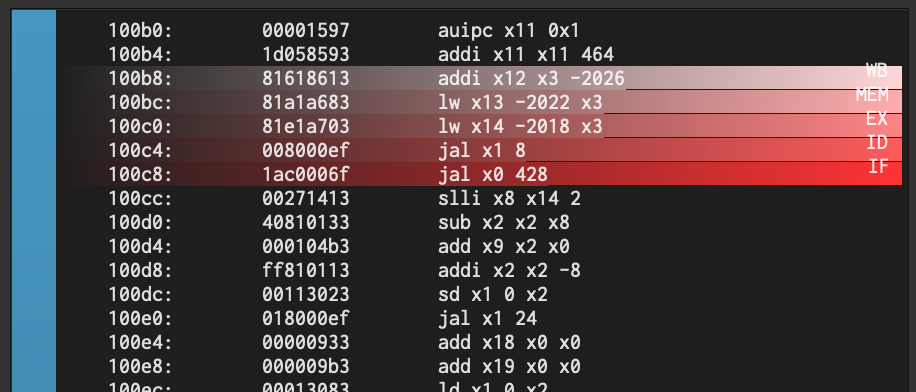 100b0: 00001597 auipc x11 0x1
100b4: 1d058593 addi x11 x11 464
100b8: 81618613 addi x12 x3 -2026 WB
100bc: 81a1a683 lw x13 -2022 x3 MEM
100c0: 81e1a703 lw x14 -2018 x3 EX
100c4: 008000ef jal x1 8 ID
100c8: 1ac0006f jal x0 428 IF
100cc: 00271413 slli x8 x14 2
100d0: 40810133 sub x2 x2 x8
100d4: 000104b3 add x9 x2 x0
100d8: ff810113 addi x2 x2 -8
100dc: 00113023 sd x1 0 x2
100e0: 018000ef jal x1 24
100e4: 00000933 add x18 x0 x0
100e8: 000009b3 add x19 x0 x0
100ec: 00013083 ld x1 0 x2